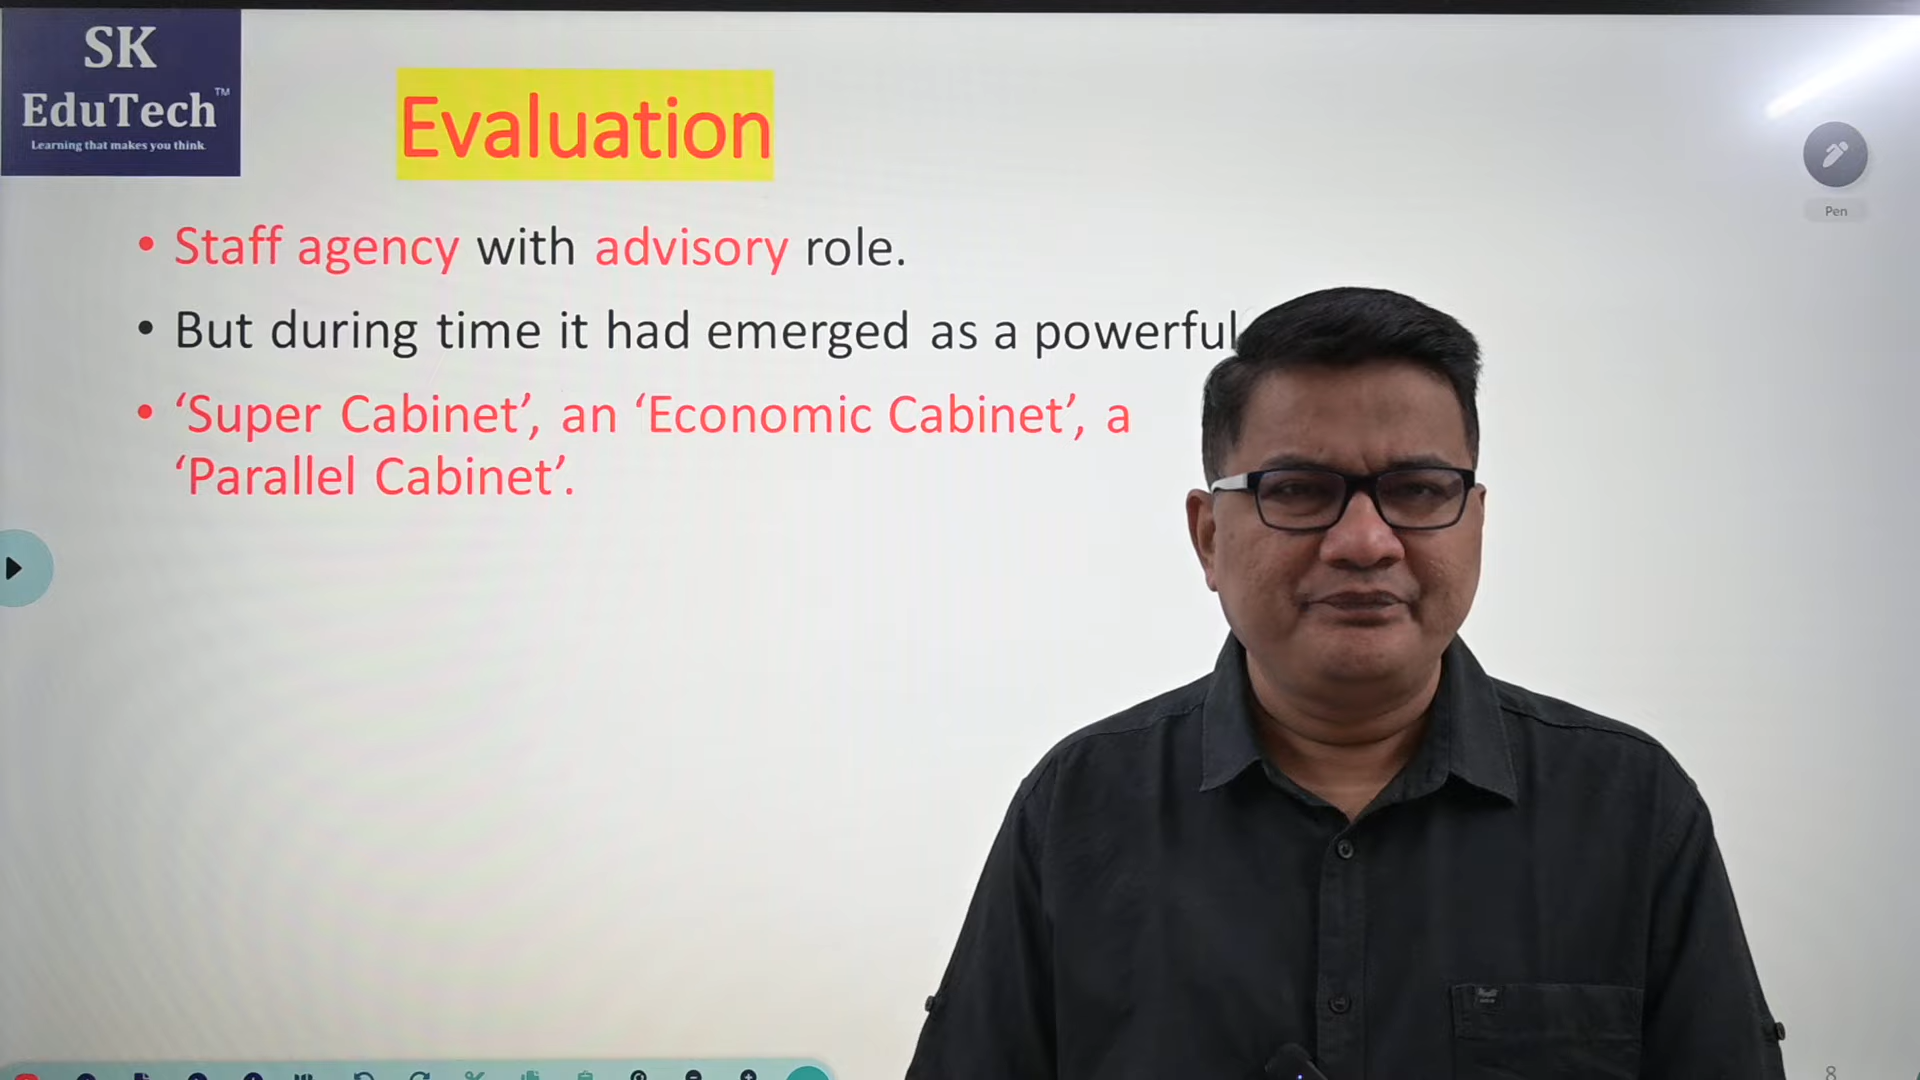 SK
EduTech™
Learning that makes you think.
Evaluation
Pen
• Staff agency with advisory role.
• But during time it had emerged as a powerful
• ‘Super Cabinet’, an ‘Economic Cabinet’, a
‘Parallel Cabinet’.
8